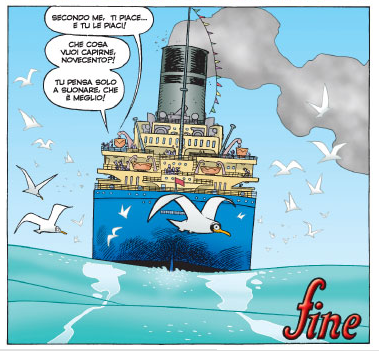 SECONDO ME, TI PIACE...
E TU LE PIACI!
CHE COSA
VUOI CAPIRNE,
NOVECENTO?!
TU PENSA SOLO
A SUONARE, CHE
È MEGLIO!
fine